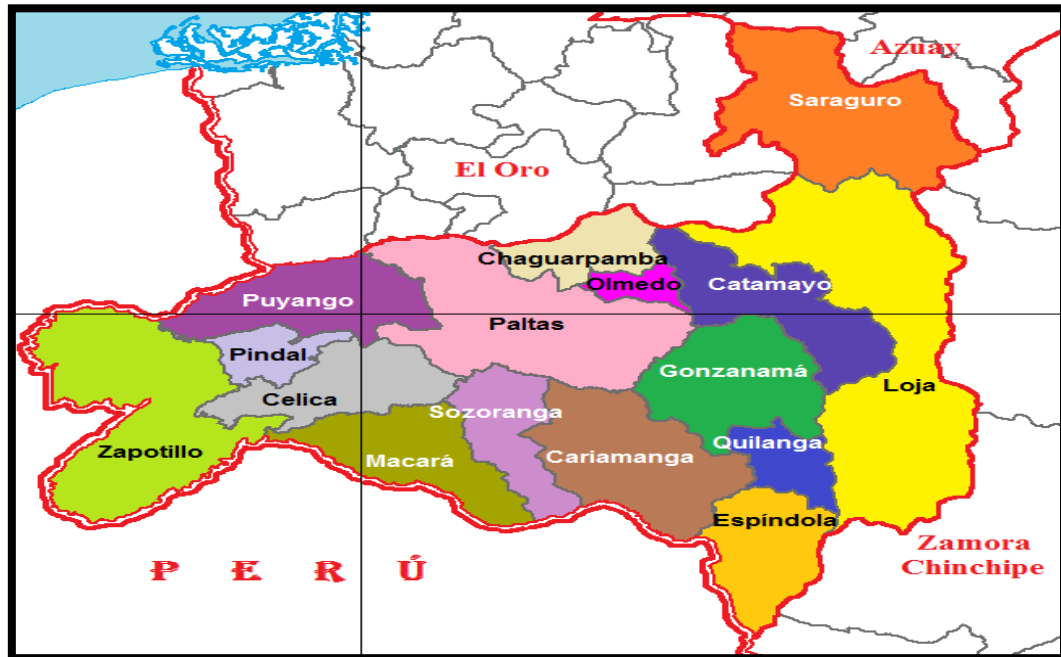 Azuay
Saraguro
El Oro
Chaguarpamba
Olmedo
Catamayo
Puyango
Paltas
Pindal
Gonzanamá
Celica
Loja
Sozoranga
Quilanga
Zapotillo
Macará
Cariamanga
Espíndola
Zamora
Chinchipe
PERÚ